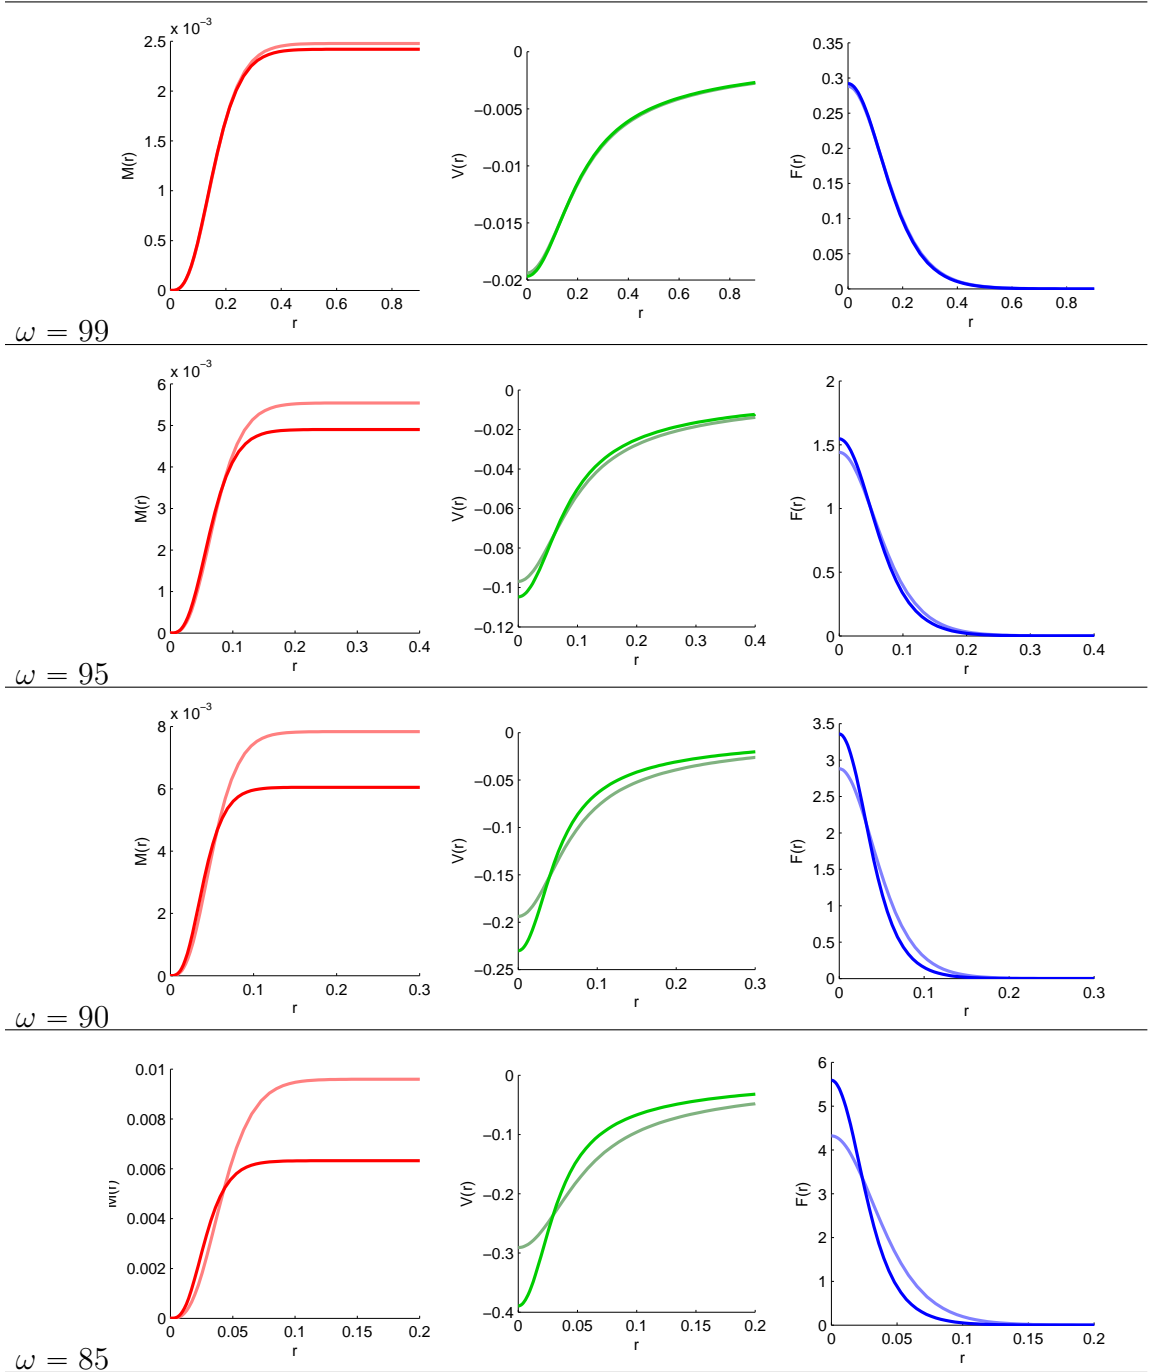 x 10⁻³
2.5
2
1.5
1
0.5
0
M(r)
0 0.2 0.4 0.6 0.8
r
0
−0.005
−0.01
−0.015
−0.02
V(r)
0 0.2 0.4 0.6 0.8
r
0.35
0.3
0.25
0.2
0.15
0.1
0.05
0
F(r)
0 0.2 0.4 0.6 0.8
r
ω = 99
x 10⁻³
6
5
4
3
2
1
0
M(r)
0 0.1 0.2 0.3 0.4
r
0
−0.02
−0.04
−0.06
−0.08
−0.1
−0.12
V(r)
0 0.1 0.2 0.3 0.4
r
2
1.5
1
0.5
0
F(r)
0 0.1 0.2 0.3 0.4
r
ω = 95
x 10⁻³
8
6
4
2
0
M(r)
0 0.1 0.2 0.3
r
0
−0.05
−0.1
−0.15
−0.2
−0.25
V(r)
0 0.1 0.2 0.3
r
3.5
3
2.5
2
1.5
1
0.5
0
F(r)
0 0.1 0.2 0.3
r
ω = 90
0.01
0.008
0.006
0.004
0.002
0
M(r)
0 0.05 0.1 0.15 0.2
r
0
−0.1
−0.2
−0.3
−0.4
V(r)
0 0.05 0.1 0.15 0.2
r
6
5
4
3
2
1
0
F(r)
0 0.05 0.1 0.15 0.2
r
ω = 85